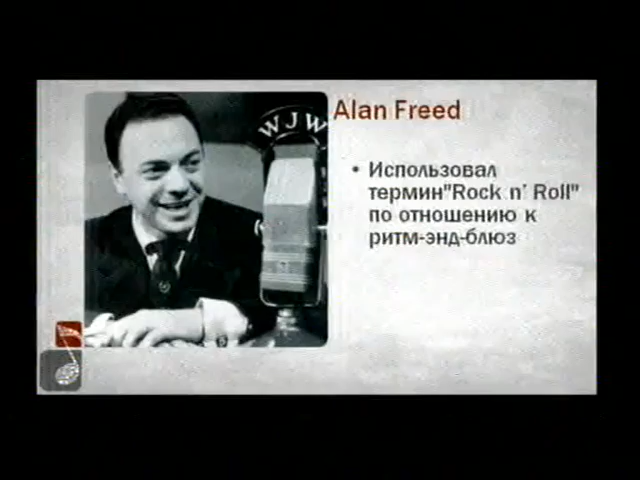 Alan Freed
WJW
• Использовал
термин"Rock n' Roll"
по отношению к
ритм-энд-блюз